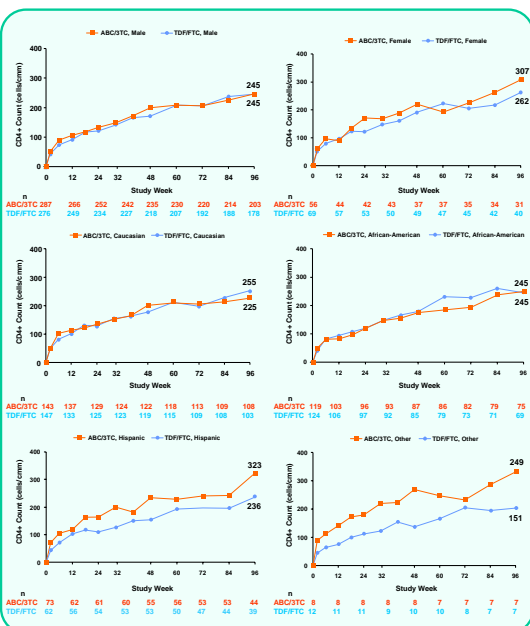 ABC/3TC, Male TDF/FTC, Male
CD4+ Count (cells/cmm)
400
300
200
100
0
245
245
0 12 24 36 48 60 72 84 96
Study Week
n
ABC/3TC 287 266 252 242 235 230 220 214 203
TDF/FTC 276 249 234 227 218 207 192 188 178
ABC/3TC, Female TDF/FTC, Female
CD4+ Count (cells/cmm)
400
300
200
100
0
307
262
0 12 24 36 48 60 72 84 96
Study Week
n
ABC/3TC 56 44 42 43 37 37 35 34 31
TDF/FTC 69 57 53 50 49 47 45 42 40
ABC/3TC, Caucasian TDF/FTC, Caucasian
CD4+ Count (cells/cmm)
400
300
200
100
0
255
225
0 12 24 36 48 60 72 84 96
Study Week
n
ABC/3TC 143 137 129 124 122 118 113 109 108
TDF/FTC 147 133 125 123 119 115 109 108 103
ABC/3TC, African-American TDF/FTC, African-American
CD4+ Count (cells/cmm)
400
300
200
100
0
245
245
0 12 24 36 48 60 72 84 96
Study Week
n
ABC/3TC 119 103 96 93 87 86 82 79 75
TDF/FTC 124 106 97 92 85 79 73 71 69
ABC/3TC, Hispanic TDF/FTC, Hispanic
CD4+ Count (cells/cmm)
400
300
200
100
0
323
236
0 12 24 36 48 60 72 84 96
Study Week
n
ABC/3TC 73 62 61 60 55 56 53 53 44
TDF/FTC 62 56 54 53 53 50 47 44 39
ABC/3TC, Other TDF/FTC, Other
CD4+ Count (cells/cmm)
400
300
200
100
0
249
151
0 12 24 36 48 60 72 84 96
Study Week
n
ABC/3TC 8 8 8 8 8 7 7 7 7
TDF/FTC 12 11 11 9 10 10 8 7 7